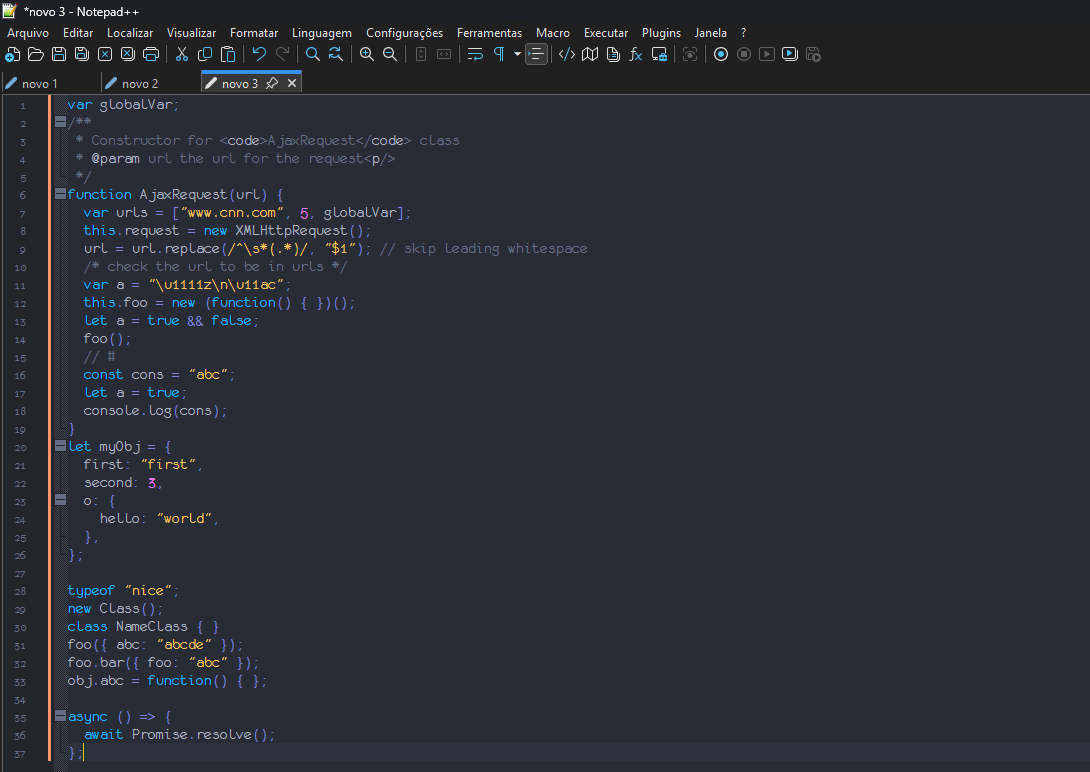 *novo 3 - Notepad++
Arquivo Editar Localizar Visualizar Formatar Linguagem Configurações Ferramentas Macro Executar Plugins Janela ?
novo 1 novo 2 novo 3
1 var globalVar;
2 /**
3  * Constructor for <code>AjaxRequest</code> class
4  * @param url the url for the request<p/>
5  */
6 function AjaxRequest(url) {
7   var urls = ["www.cnn.com", 5, globalVar];
8   this.request = new XMLHttpRequest();
9   url = url.replace(/^\s*(.*)/, "$1"); // skip leading whitespace
10   /* check the url to be in urls */
11   var a = "\u1111z\n\u11ac";
12   this.foo = new (function() { })();
13   let a = true && false;
14   foo();
15   // #
16   const cons = "abc";
17   let a = true;
18   console.log(cons);
19 }
20 let myObj = {
21   first: "first",
22   second: 3,
23   o: {
24     hello: "world",
25   },
26 };
27
28 typeof "nice";
29 new Class();
30 class NameClass { }
31 foo({ abc: "abcde" });
32 foo.bar({ foo: "abc" });
33 obj.abc = function() { };
34
35 async () => {
36   await Promise.resolve();
37 };